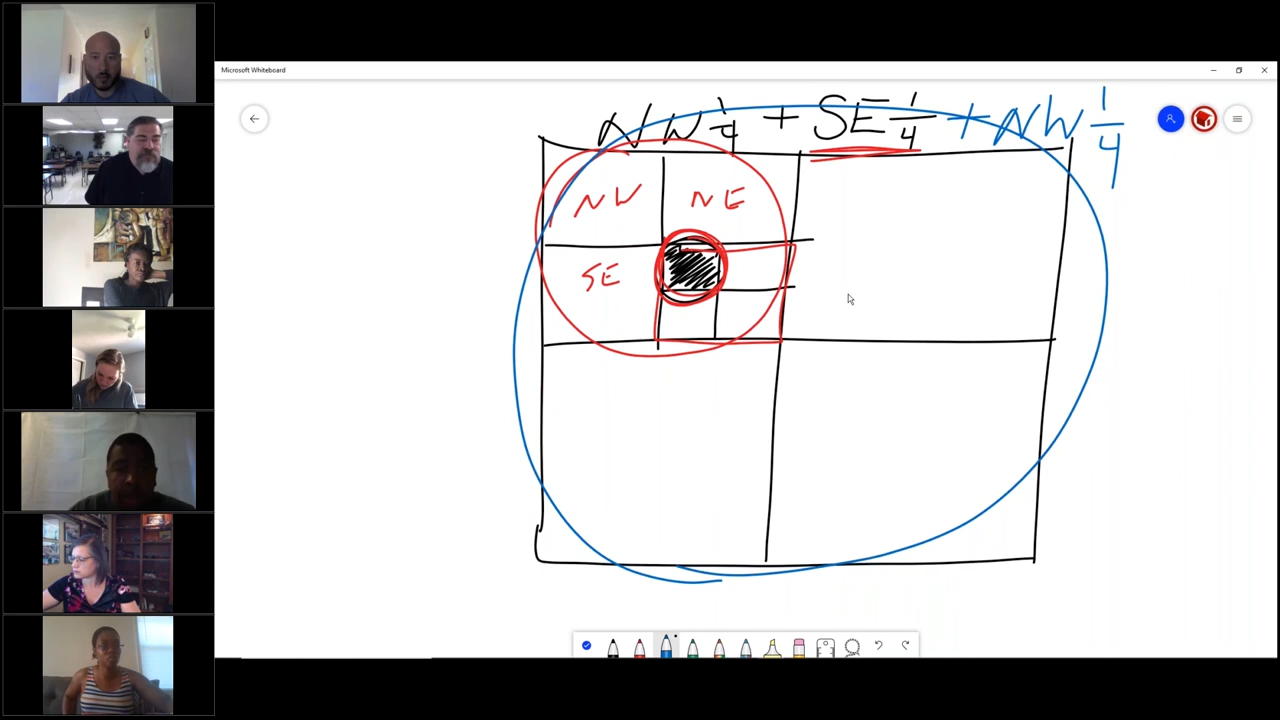 Microsoft Whiteboard
NW 1/4 + SE 1/4 + NW 1/4
NW NE
SE